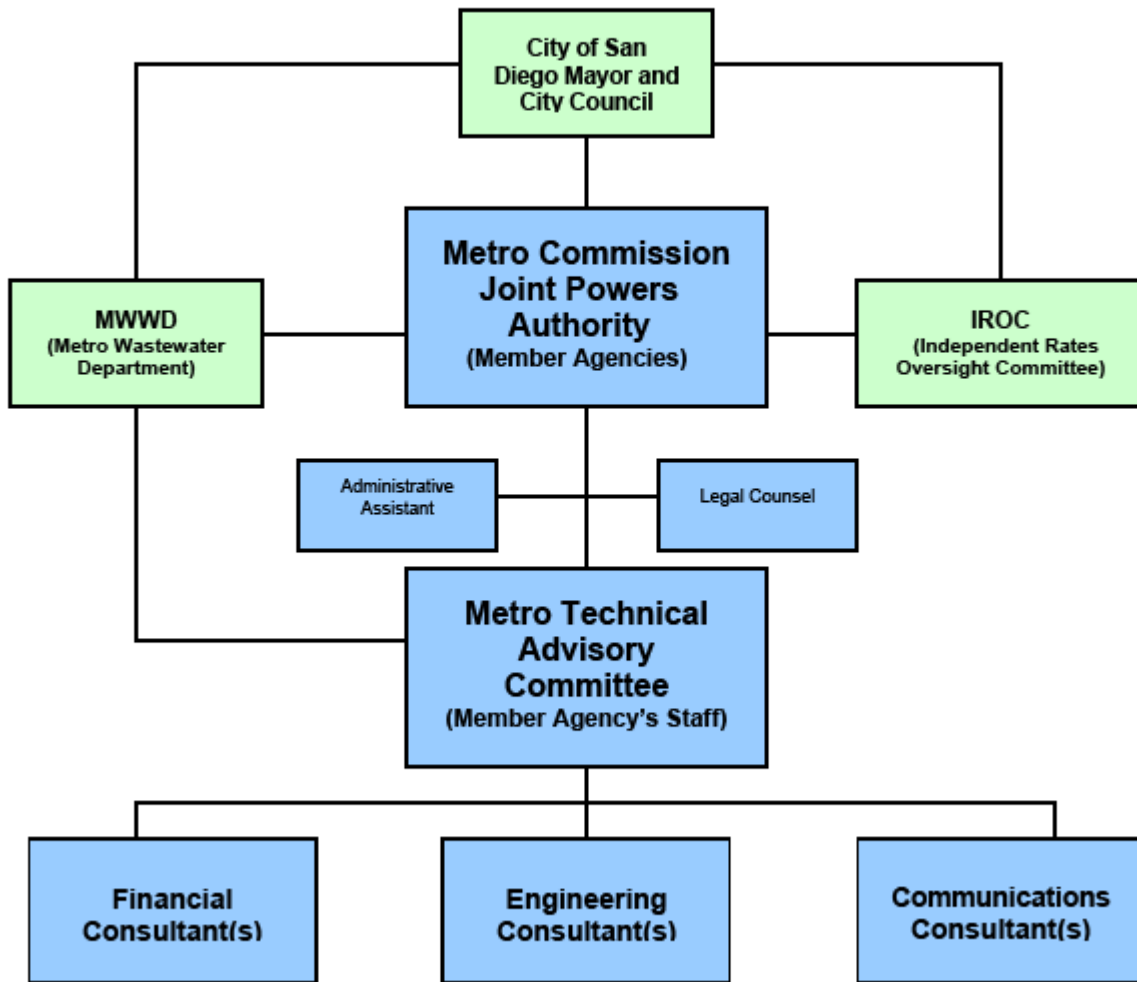 City of San
Diego Mayor and
City Council
Metro Commission
Joint Powers
Authority
(Member Agencies)
MWWD
(Metro Wastewater
Department)
IROC
(Independent Rates
Oversight Committee)
Administrative
Assistant
Legal Counsel
Metro Technical
Advisory
Committee
(Member Agency's Staff)
Financial
Consultant(s)
Engineering
Consultant(s)
Communications
Consultant(s)